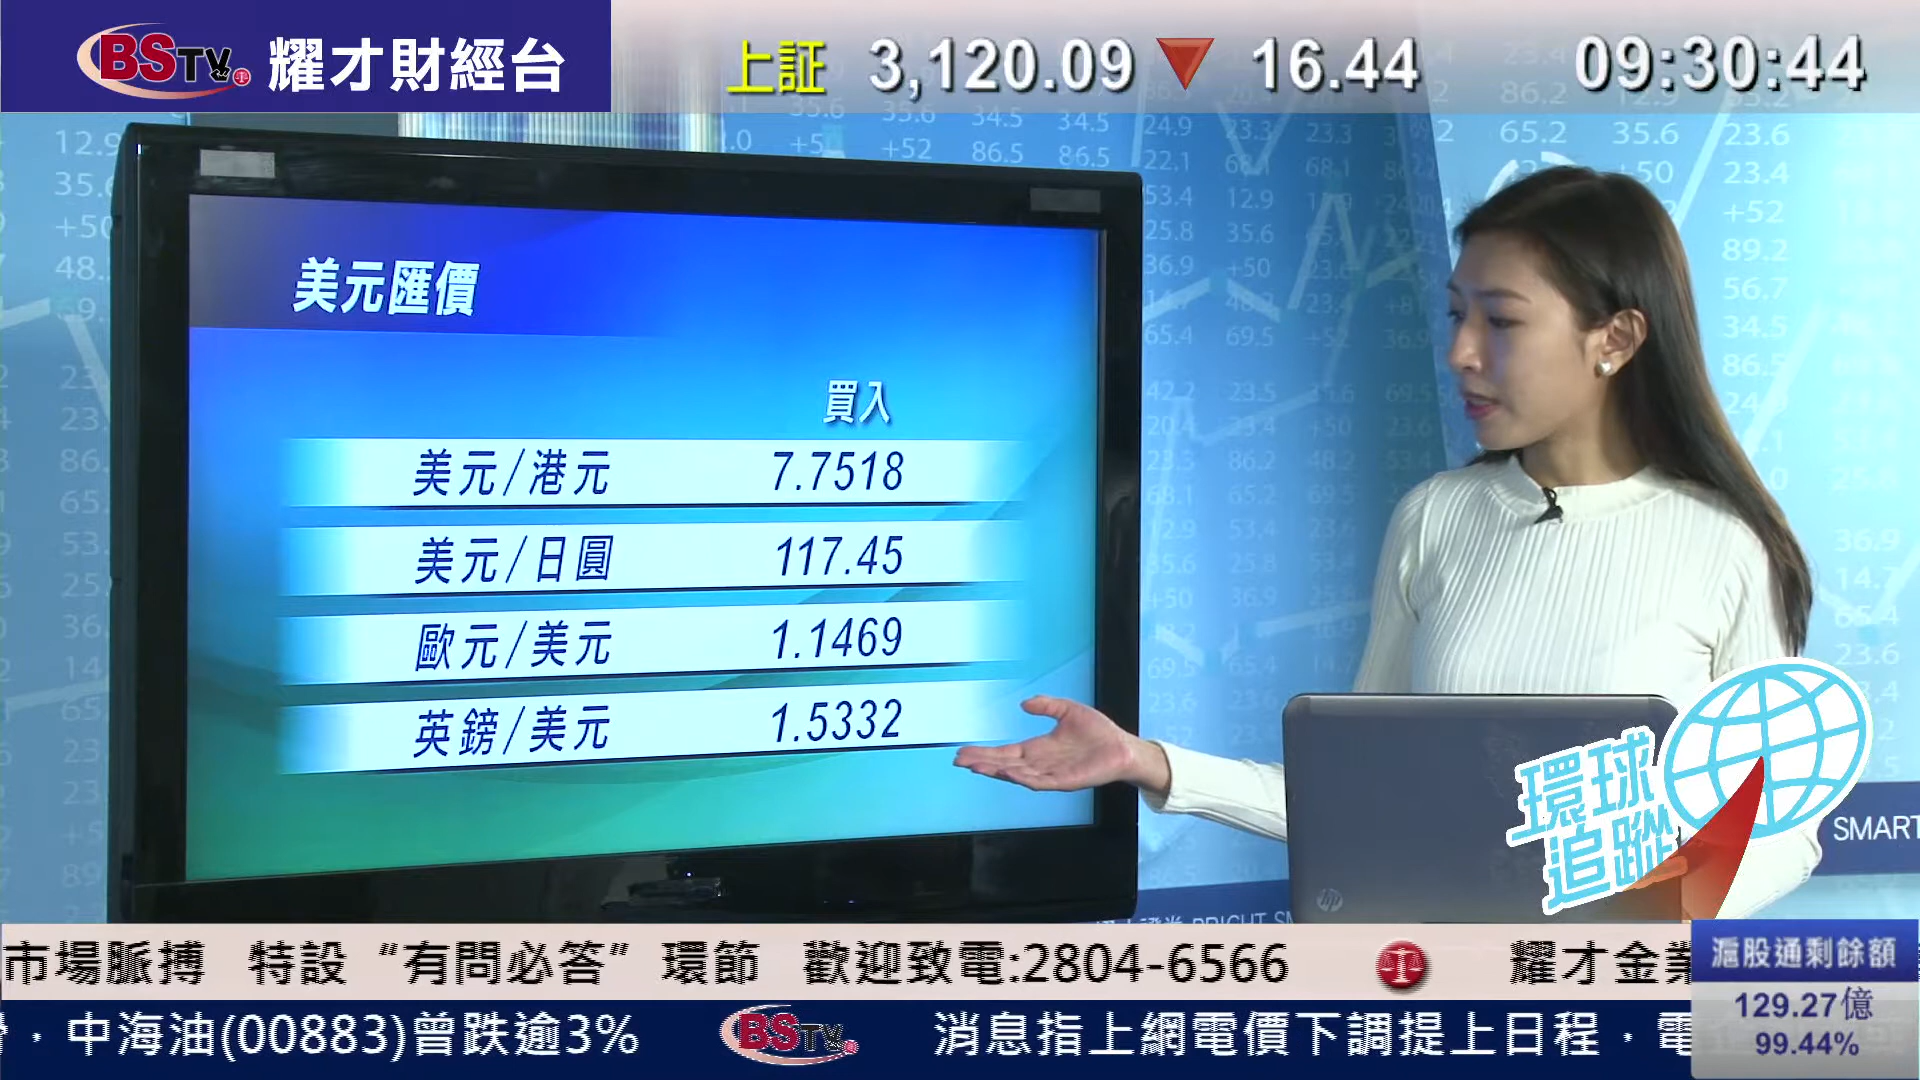 BSTV 耀才財經台
上証 3,120.09 ▼ 16.44
09:30:44
美元匯價
買入
美元/港元 7.7518
美元/日圓 117.45
歐元/美元 1.1469
英鎊/美元 1.5332
環球
追蹤
SMART
hp
市場脈搏 特設“有問必答”環節 歡迎致電:2804-6566 耀才金業
滬股通剩餘額
129.27億
99.44%
，中海油(00883)曾跌逾3% BSTV 消息指上網電價下調提上日程，電